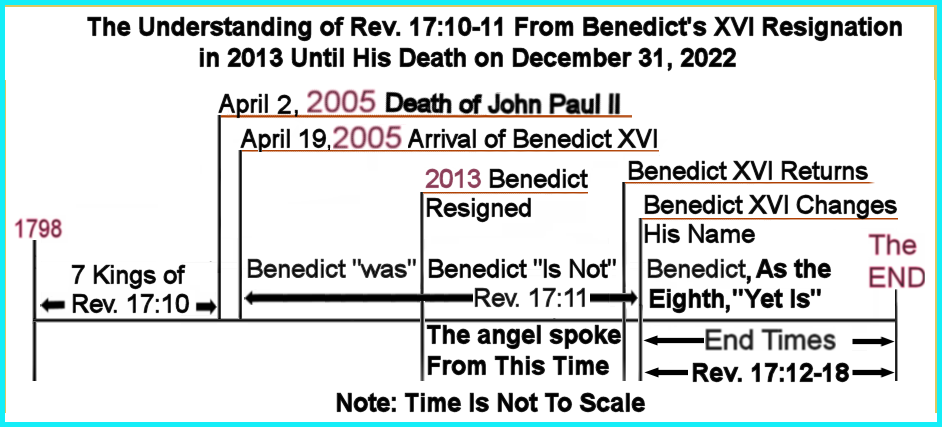 The Understanding of Rev. 17:10-11 From Benedict's XVI Resignation
in 2013 Until His Death on December 31, 2022
April 2, 2005 Death of John Paul II
April 19,2005 Arrival of Benedict XVI
2013 Benedict
Resigned
Benedict XVI Returns
Benedict XVI Changes
His Name
1798
The
END
7 Kings of
Rev. 17:10
Benedict "was"
Benedict "Is Not"
Rev. 17:11
Benedict, As the
Eighth,"Yet Is"
The angel spoke
From This Time
End Times
Rev. 17:12-18
Note: Time Is Not To Scale